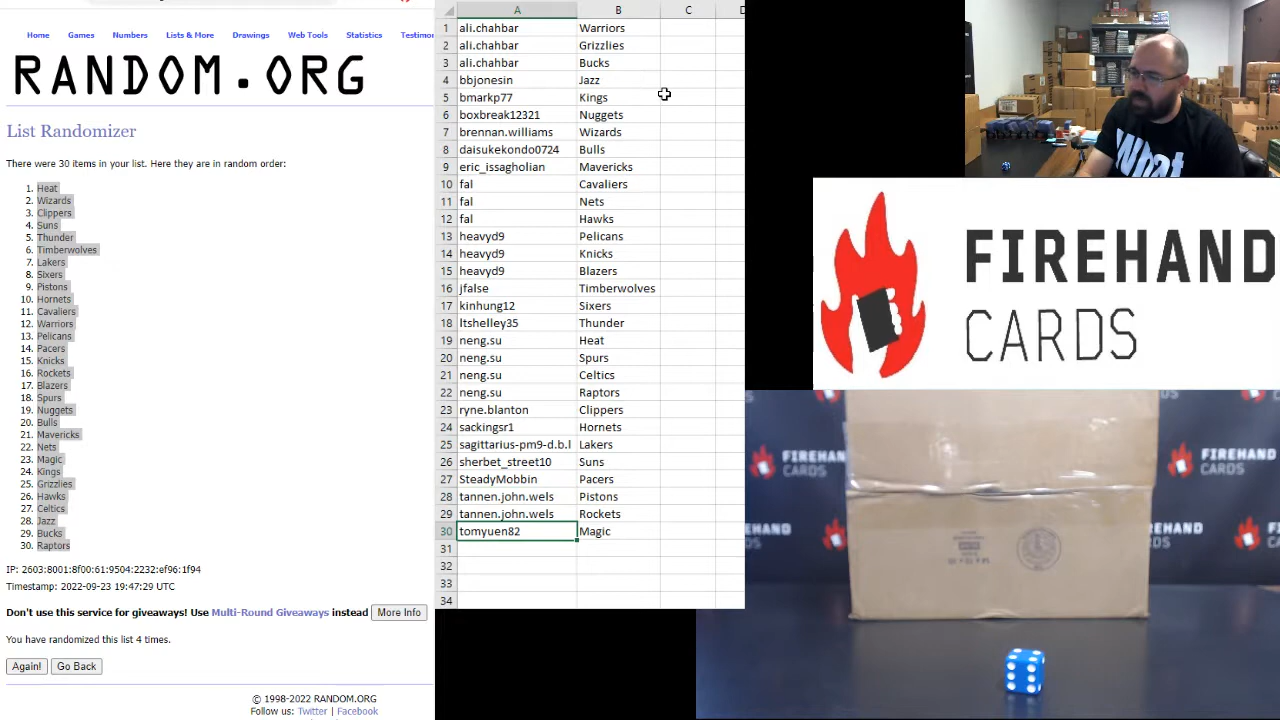 Home Games Numbers Lists & More Drawings Web Tools Statistics Testimon
RANDOM.ORG
List Randomizer
There were 30 items in your list. Here they are in random order:
1. Heat
2. Wizards
3. Clippers
4. Suns
5. Thunder
6. Timberwolves
7. Lakers
8. Sixers
9. Pistons
10. Hornets
11. Cavaliers
12. Warriors
13. Pelicans
14. Pacers
15. Knicks
16. Rockets
17. Blazers
18. Spurs
19. Nuggets
20. Bulls
21. Mavericks
22. Nets
23. Magic
24. Kings
25. Grizzlies
26. Hawks
27. Celtics
28. Jazz
29. Bucks
30. Raptors
IP: 2603:8001:8f00:61:9504:2232:ef96:1f94
Timestamp: 2022-09-23 19:47:29 UTC
Don't use this service for giveaways! Use Multi-Round Giveaways instead More Info
You have randomized this list 4 times.
Again! Go Back
© 1998-2022 RANDOM.ORG
Follow us: Twitter | Facebook
A B C D
1 ali.chahbar Warriors
2 ali.chahbar Grizzlies
3 ali.chahbar Bucks
4 bbjonesin Jazz
5 bmarkp77 Kings
6 boxbreak12321 Nuggets
7 brennan.williams Wizards
8 daisukekondo0724 Bulls
9 eric_issagholian Mavericks
10 fal Cavaliers
11 fal Nets
12 fal Hawks
13 heavyd9 Pelicans
14 heavyd9 Knicks
15 heavyd9 Blazers
16 jfalse Timberwolves
17 kinhung12 Sixers
18 ltshelley35 Thunder
19 neng.su Heat
20 neng.su Spurs
21 neng.su Celtics
22 neng.su Raptors
23 ryne.blanton Clippers
24 sackingsr1 Hornets
25 sagittarius-pm9-d.b.l Lakers
26 sherbet_street10 Suns
27 SteadyMobbin Pacers
28 tannen.john.wels Pistons
29 tannen.john.wels Rockets
30 tomyuen82 Magic
31
32
33
34
What
FIREHAND
CARDS
FIREHAND
CARDS
FIREHAND
CARDS